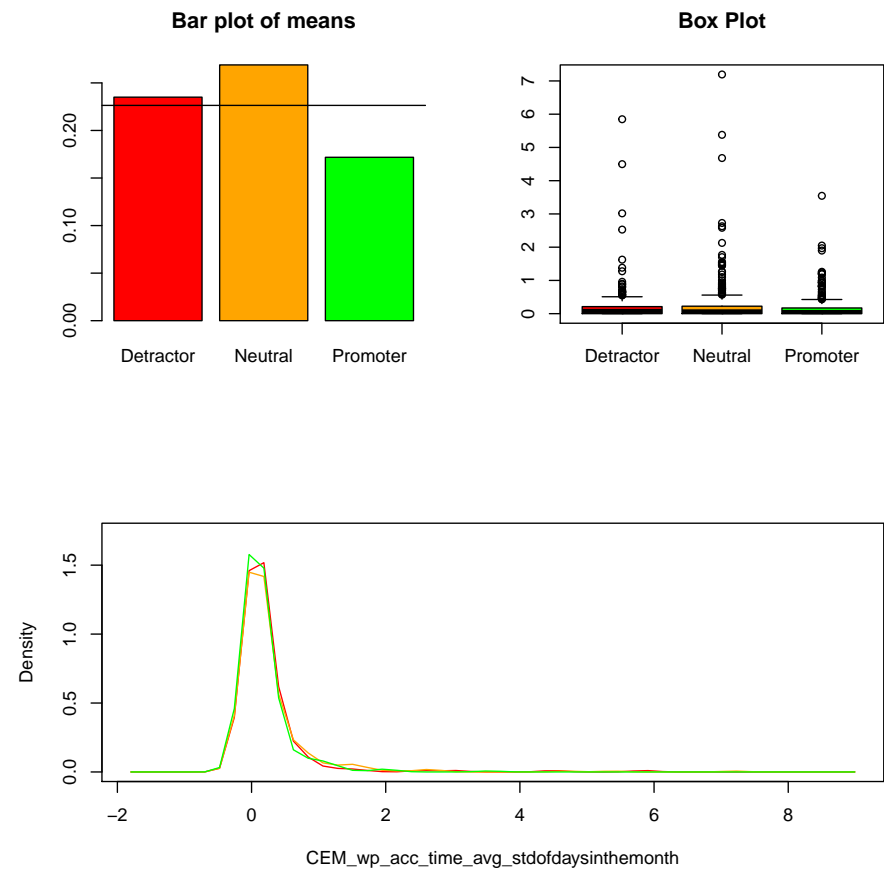 Bar plot of means
0.00 0.10 0.20
Detractor Neutral Promoter
Box Plot
0 1 2 3 4 5 6 7
Detractor Neutral Promoter
Density
0.0 0.5 1.0 1.5
−2 0 2 4 6 8
CEM_wp_acc_time_avg_stdofdaysinthemonth